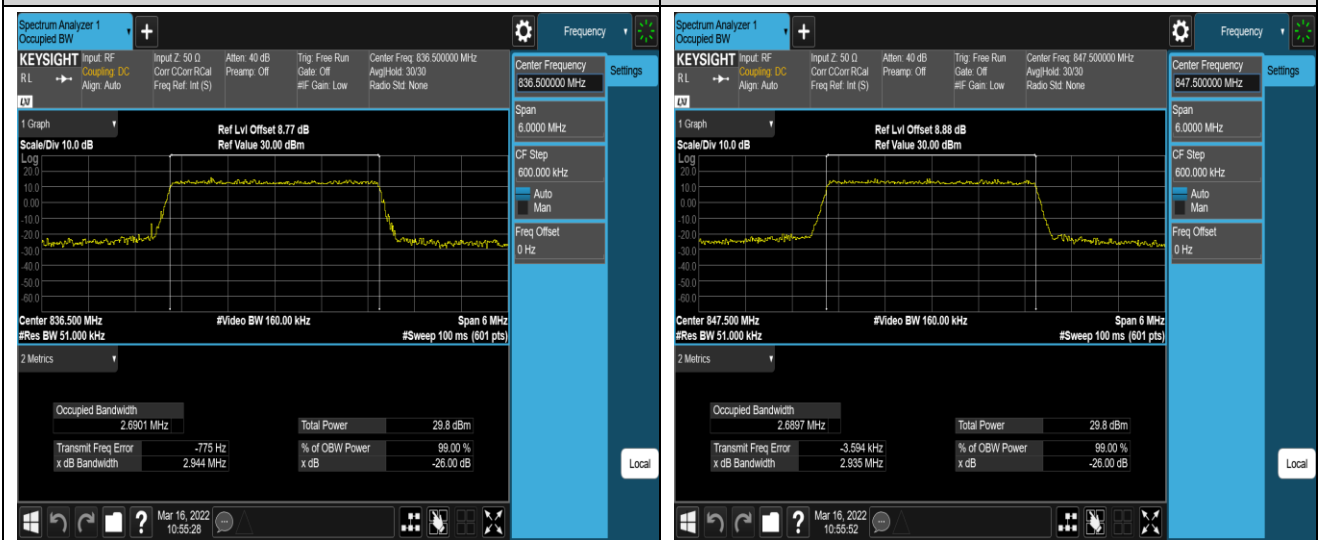 Spectrum Analyzer 1
Occupied BW
+
Frequency
KEYSIGHT
RL
LXI
Input: RF
Coupling: DC
Align: Auto
Input Z: 50 Ω
Corr CCorr RCal
Freq Ref: Int (S)
Atten: 40 dB
Preamp: Off
Trig: Free Run
Gate: Off
#IF Gain: Low
Center Freq: 836.500000 MHz
Avg|Hold: 30/30
Radio Std: None
Center Frequency
836.500000 MHz
Settings
Span
6.0000 MHz
CF Step
600.000 kHz
Auto
Man
Freq Offset
0 Hz
Local
1 Graph
Scale/Div 10.0 dB
Ref Lvl Offset 8.77 dB
Ref Value 30.00 dBm
Log
20.0
10.0
0.00
-10.0
-20.0
-30.0
-40.0
-50.0
-60.0
Center 836.500 MHz
#Video BW 160.00 kHz
Span 6 MHz
#Res BW 51.000 kHz
#Sweep 100 ms (601 pts)
2 Metrics
Occupied Bandwidth
2.6901 MHz
Total Power 29.8 dBm
Transmit Freq Error -775 Hz
% of OBW Power 99.00 %
x dB Bandwidth 2.944 MHz
x dB -26.00 dB
?
Mar 16, 2022
10:55:28
Spectrum Analyzer 1
Occupied BW
+
Frequency
KEYSIGHT
RL
LXI
Input: RF
Coupling: DC
Align: Auto
Input Z: 50 Ω
Corr CCorr RCal
Freq Ref: Int (S)
Atten: 40 dB
Preamp: Off
Trig: Free Run
Gate: Off
#IF Gain: Low
Center Freq: 847.500000 MHz
Avg|Hold: 30/30
Radio Std: None
Center Frequency
847.500000 MHz
Settings
Span
6.0000 MHz
CF Step
600.000 kHz
Auto
Man
Freq Offset
0 Hz
Local
1 Graph
Scale/Div 10.0 dB
Ref Lvl Offset 8.88 dB
Ref Value 30.00 dBm
Log
20.0
10.0
0.00
-10.0
-20.0
-30.0
-40.0
-50.0
-60.0
Center 847.500 MHz
#Video BW 160.00 kHz
Span 6 MHz
#Res BW 51.000 kHz
#Sweep 100 ms (601 pts)
2 Metrics
Occupied Bandwidth
2.6897 MHz
Total Power 29.8 dBm
Transmit Freq Error -3.594 kHz
% of OBW Power 99.00 %
x dB Bandwidth 2.935 MHz
x dB -26.00 dB
?
Mar 16, 2022
10:55:52